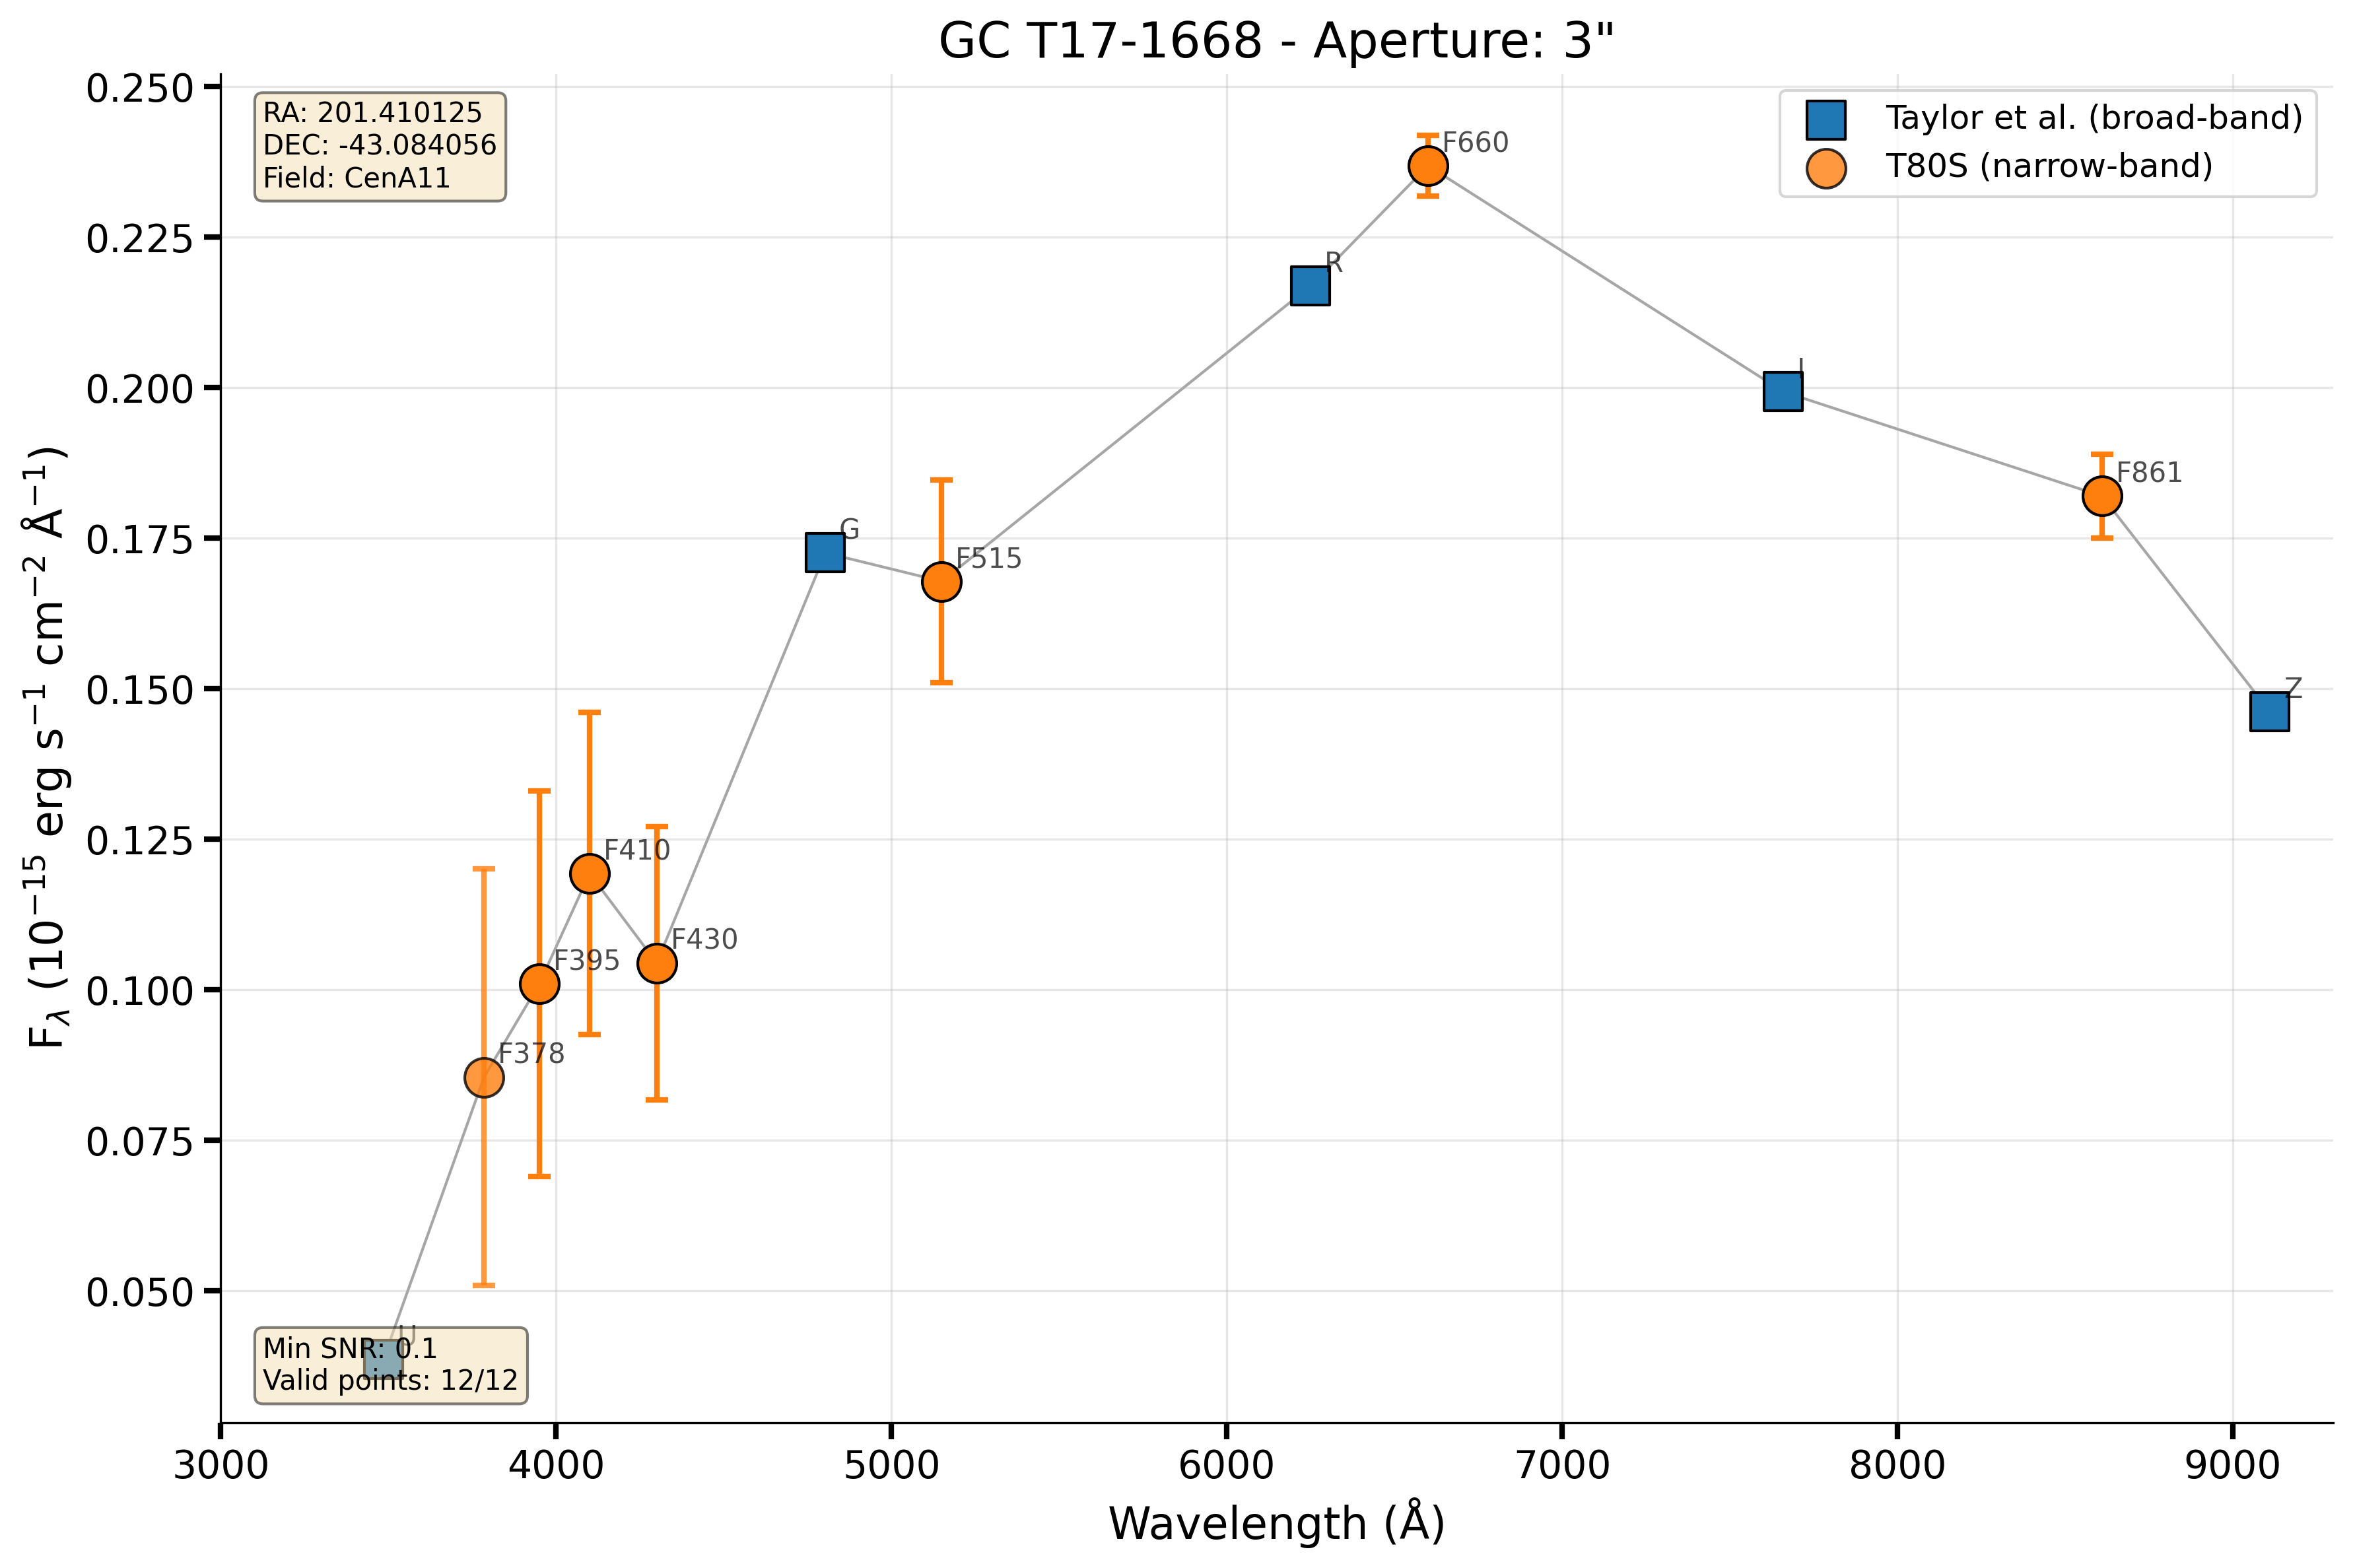 GC T17-1668 - Aperture: 3"
RA: 201.410125
DEC: -43.084056
Field: CenA11
Taylor et al. (broad-band)
T80S (narrow-band)
F660
R
I
F861
G
F515
Z
F410
F430
F395
F378
U
Min SNR: 0.1
Valid points: 12/12
0.250
0.225
0.200
0.175
0.150
0.125
0.100
0.075
0.050
F_λ (10⁻¹⁵ erg s⁻¹ cm⁻² Å⁻¹)
3000 4000 5000 6000 7000 8000 9000
Wavelength (Å)